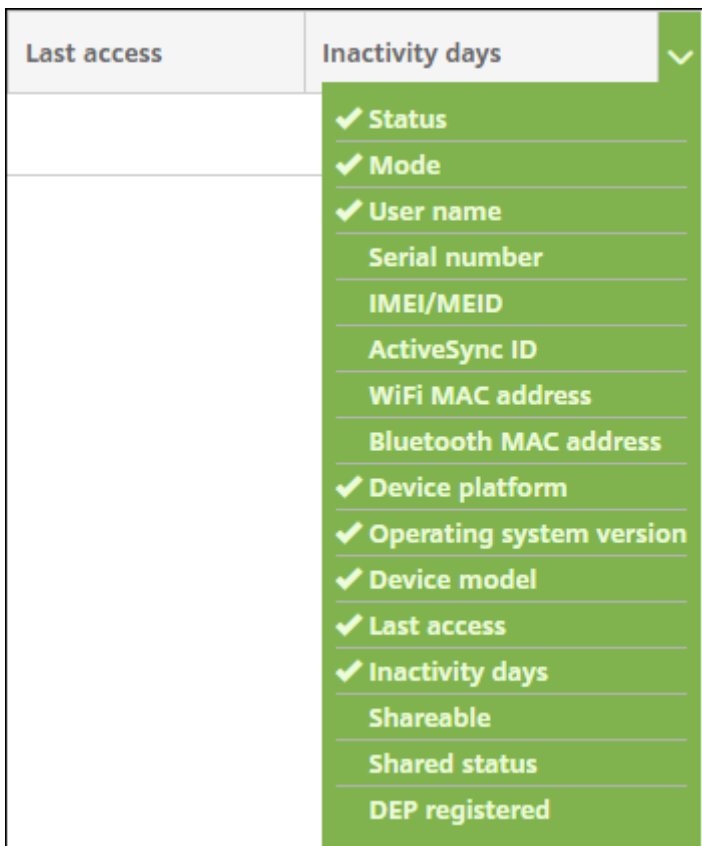 Last access Inactivity days
Status
Mode
User name
Serial number
IMEI/MEID
ActiveSync ID
WiFi MAC address
Bluetooth MAC address
Device platform
Operating system version
Device model
Last access
Inactivity days
Shareable
Shared status
DEP registered